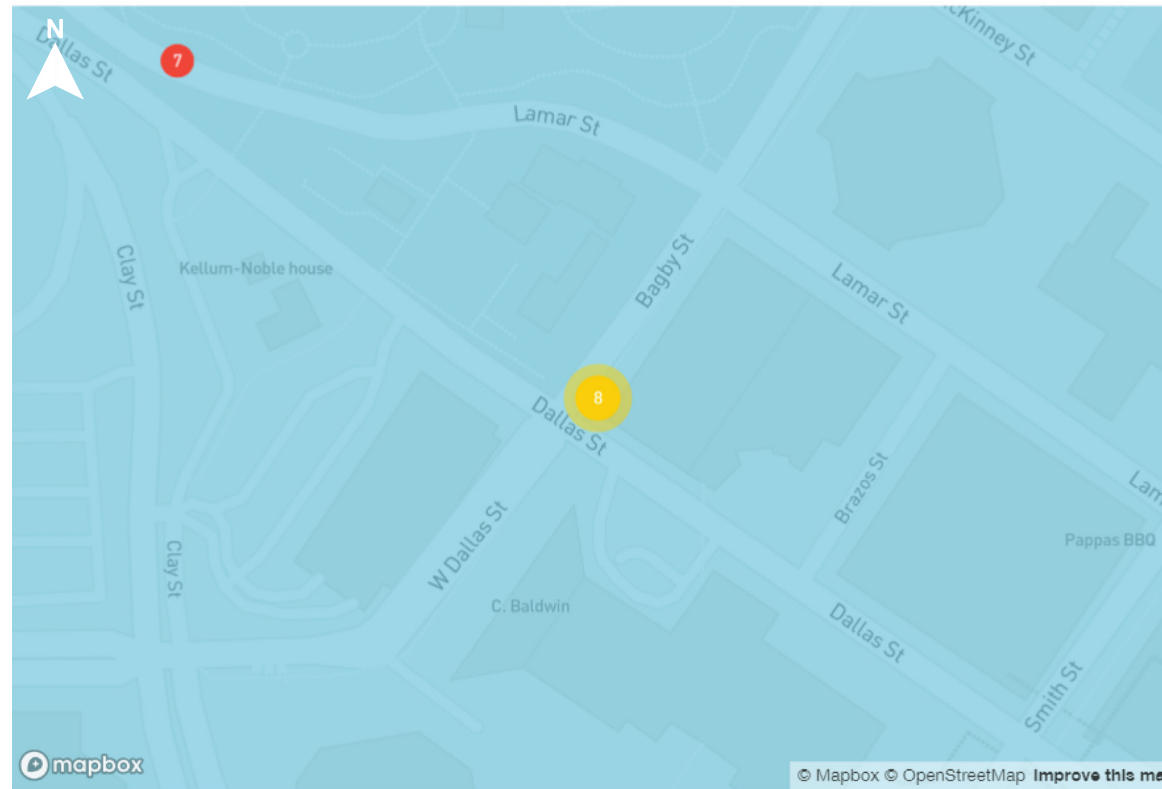 N
Dallas St
7
cKinney St
Lamar St
Clay St
Kellum-Noble house
Bagby St
Lamar St
8
Dallas St
Brazos St
Lam
Pappas BBQ
W Dallas St
Clay St
C. Baldwin
Dallas St
Smith St
mapbox
© Mapbox © OpenStreetMap Improve this ma